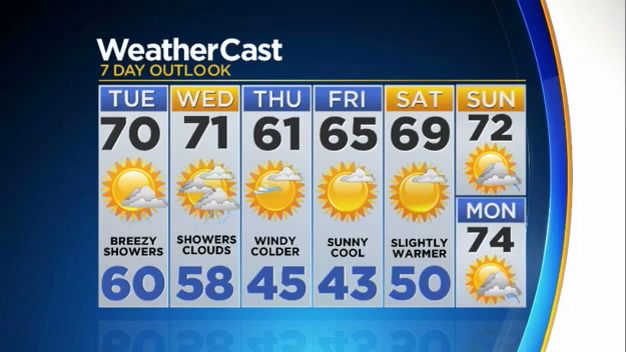 WeatherCast
7 DAY OUTLOOK
TUE
70
BREEZY
SHOWERS
60
WED
71
SHOWERS
CLOUDS
58
THU
61
WINDY
COLDER
45
FRI
65
SUNNY
COOL
43
SAT
69
SLIGHTLY
WARMER
50
SUN
72
MON
74